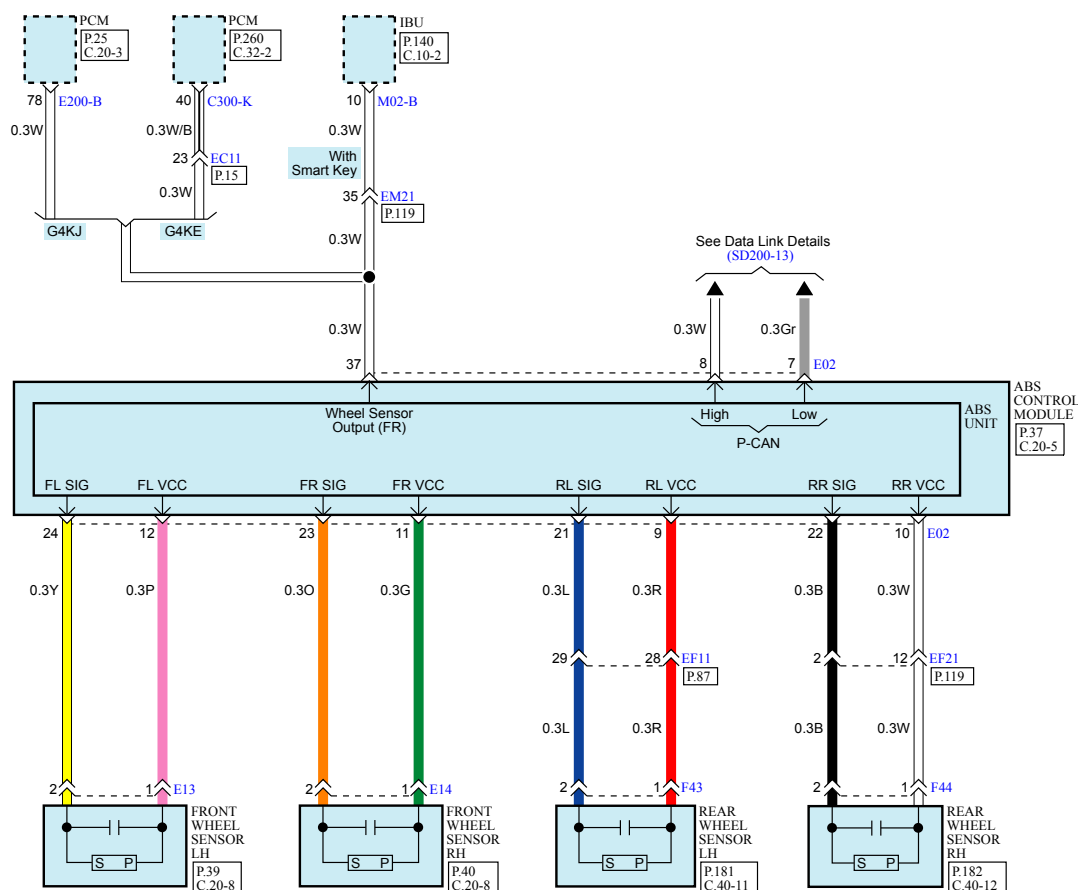 PCM
P.25
C.20-3
PCM
P.260
C.32-2
IBU
P.140
C.10-2
78 E200-B
40 C300-K
10 M02-B
0.3W
0.3W/B
0.3W
23 EC11
P.15
With
Smart Key
0.3W
35 EM21
P.119
G4KJ
G4KE
0.3W
See Data Link Details
(SD200-13)
0.3W
0.3W
0.3Gr
37
8
7 E02
ABS
CONTROL
MODULE
P.37
C.20-5
ABS
UNIT
Wheel Sensor
Output (FR)
High
Low
P-CAN
FL SIG
FL VCC
FR SIG
FR VCC
RL SIG
RL VCC
RR SIG
RR VCC
24
12
23
11
21
9
22
10 E02
0.3Y
0.3P
0.3O
0.3G
0.3L
0.3R
0.3B
0.3W
29
28 EF11
P.87
2
12 EF21
P.119
0.3L
0.3R
0.3B
0.3W
2
1 E13
2
1 E14
2
1 F43
2
1 F44
S P
FRONT
WHEEL
SENSOR
LH
P.39
C.20-8
S P
FRONT
WHEEL
SENSOR
RH
P.40
C.20-8
S P
REAR
WHEEL
SENSOR
LH
P.181
C.40-11
S P
REAR
WHEEL
SENSOR
RH
P.182
C.40-12